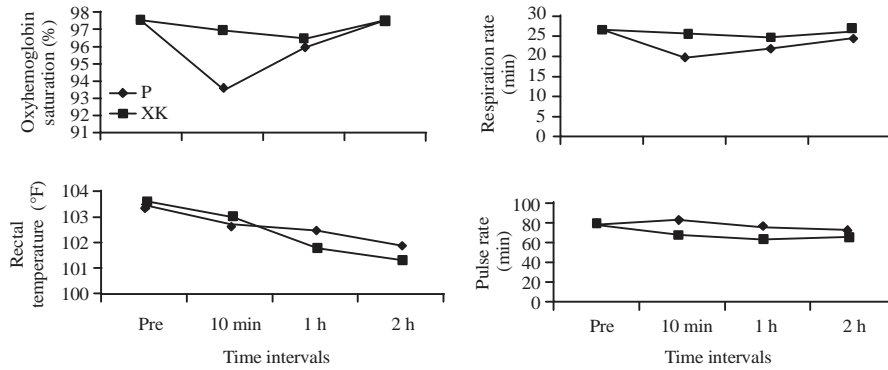 Oxyhemoglobin
saturation (%)
98
97
96
95
94
93
92
91
P
XK
Respiration rate
(min)
30
25
20
15
10
5
0
Rectal
temperature (°F)
104
103
102
101
100
Pre
10 min
1 h
2 h
Time intervals
Pulse rate
(min)
100
80
60
40
20
0
Pre
10 min
1 h
2 h
Time intervals